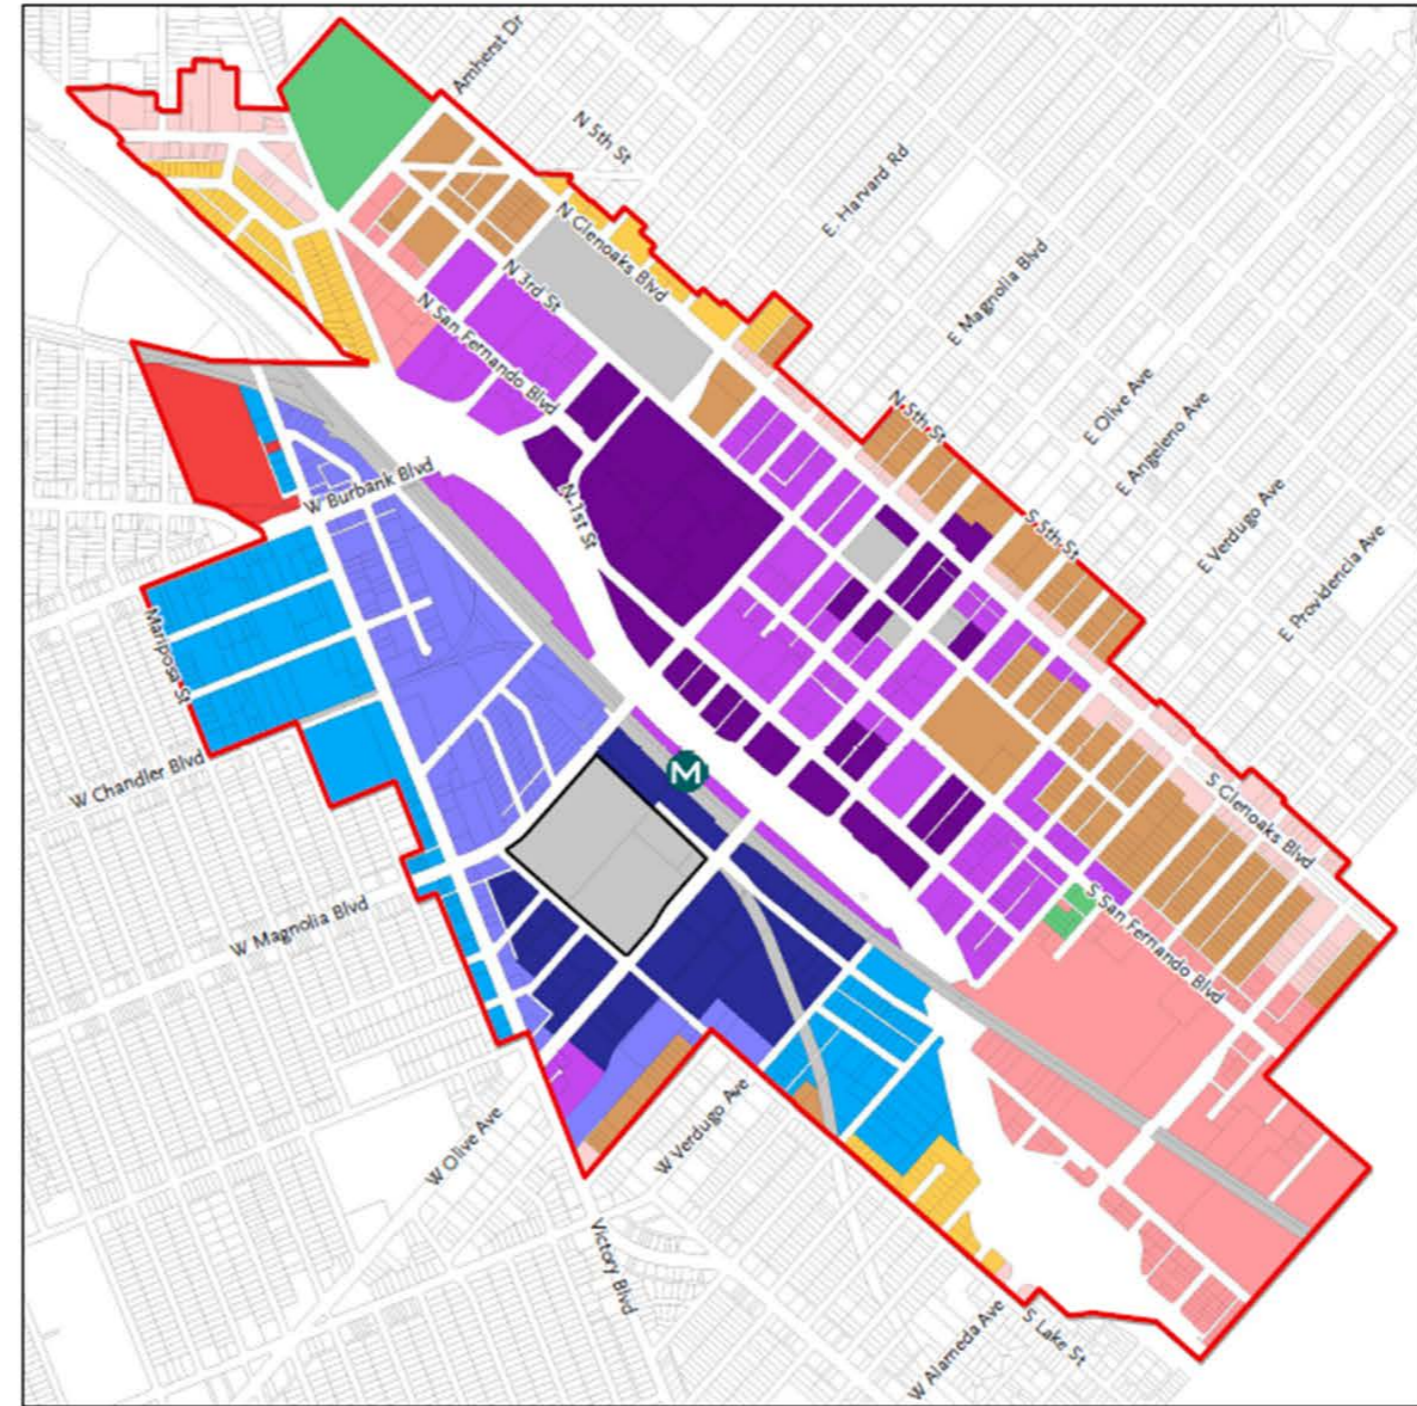 Amherst Dr
N 5th St
E. Harvard Rd
N Glenoaks Blvd
E Magnolia Blvd
N 3rd St
N San Fernando Blvd
E Olive Ave
N 5th St
E Angeleno Ave
W Burbank Blvd
N 1st St
S 5th St
E Verdugo Ave
E Providencia Ave
Mariposa St
W Chandler Blvd
M
S Glenoaks Blvd
W Magnolia Blvd
S San Fernando Blvd
W Olive Ave
W Verdugo Ave
Victory Blvd
W Alameda Ave
S Lake St